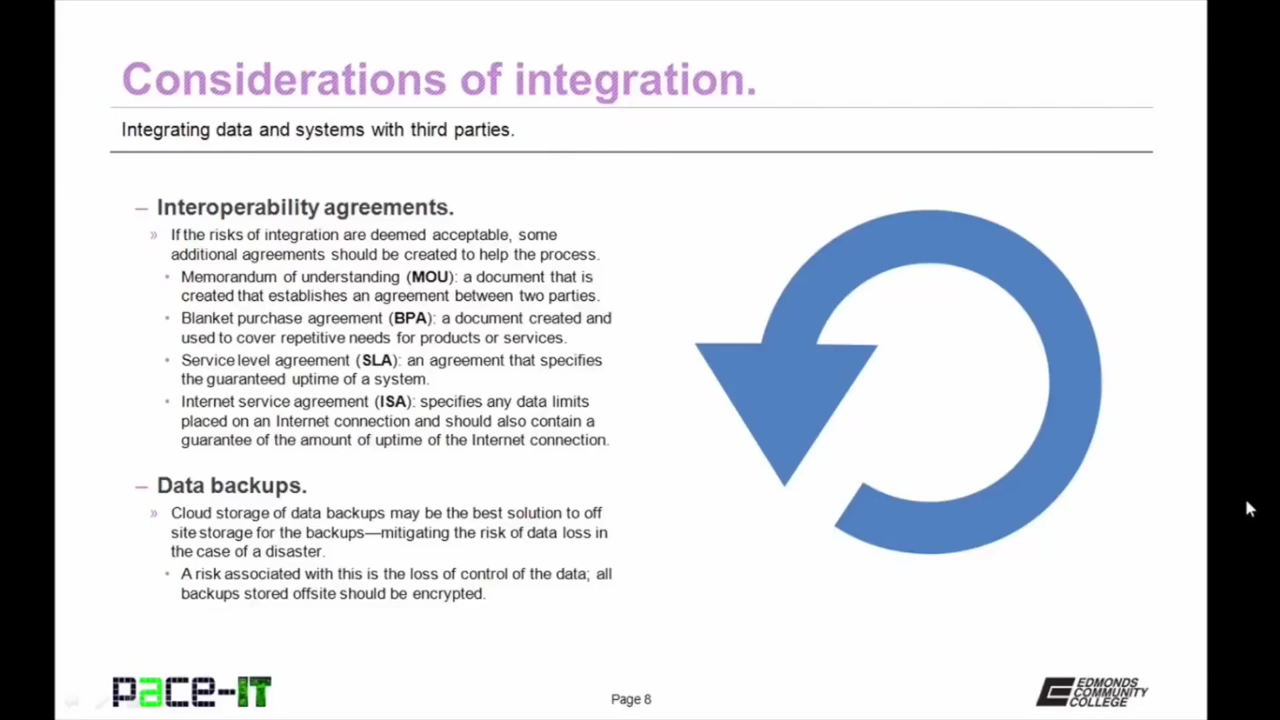 Considerations of integration.
Integrating data and systems with third parties.
– Interoperability agreements.
» If the risks of integration are deemed acceptable, some
additional agreements should be created to help the process.
• Memorandum of understanding (MOU): a document that is
created that establishes an agreement between two parties.
• Blanket purchase agreement (BPA): a document created and
used to cover repetitive needs for products or services.
• Service level agreement (SLA): an agreement that specifies
the guaranteed uptime of a system.
• Internet service agreement (ISA): specifies any data limits
placed on an Internet connection and should also contain a
guarantee of the amount of uptime of the Internet connection.
– Data backups.
» Cloud storage of data backups may be the best solution to off
site storage for the backups—mitigating the risk of data loss in
the case of a disaster.
• A risk associated with this is the loss of control of the data; all
backups stored offsite should be encrypted.
pace-IT
Page 8
EDMONDS
COMMUNITY
COLLEGE